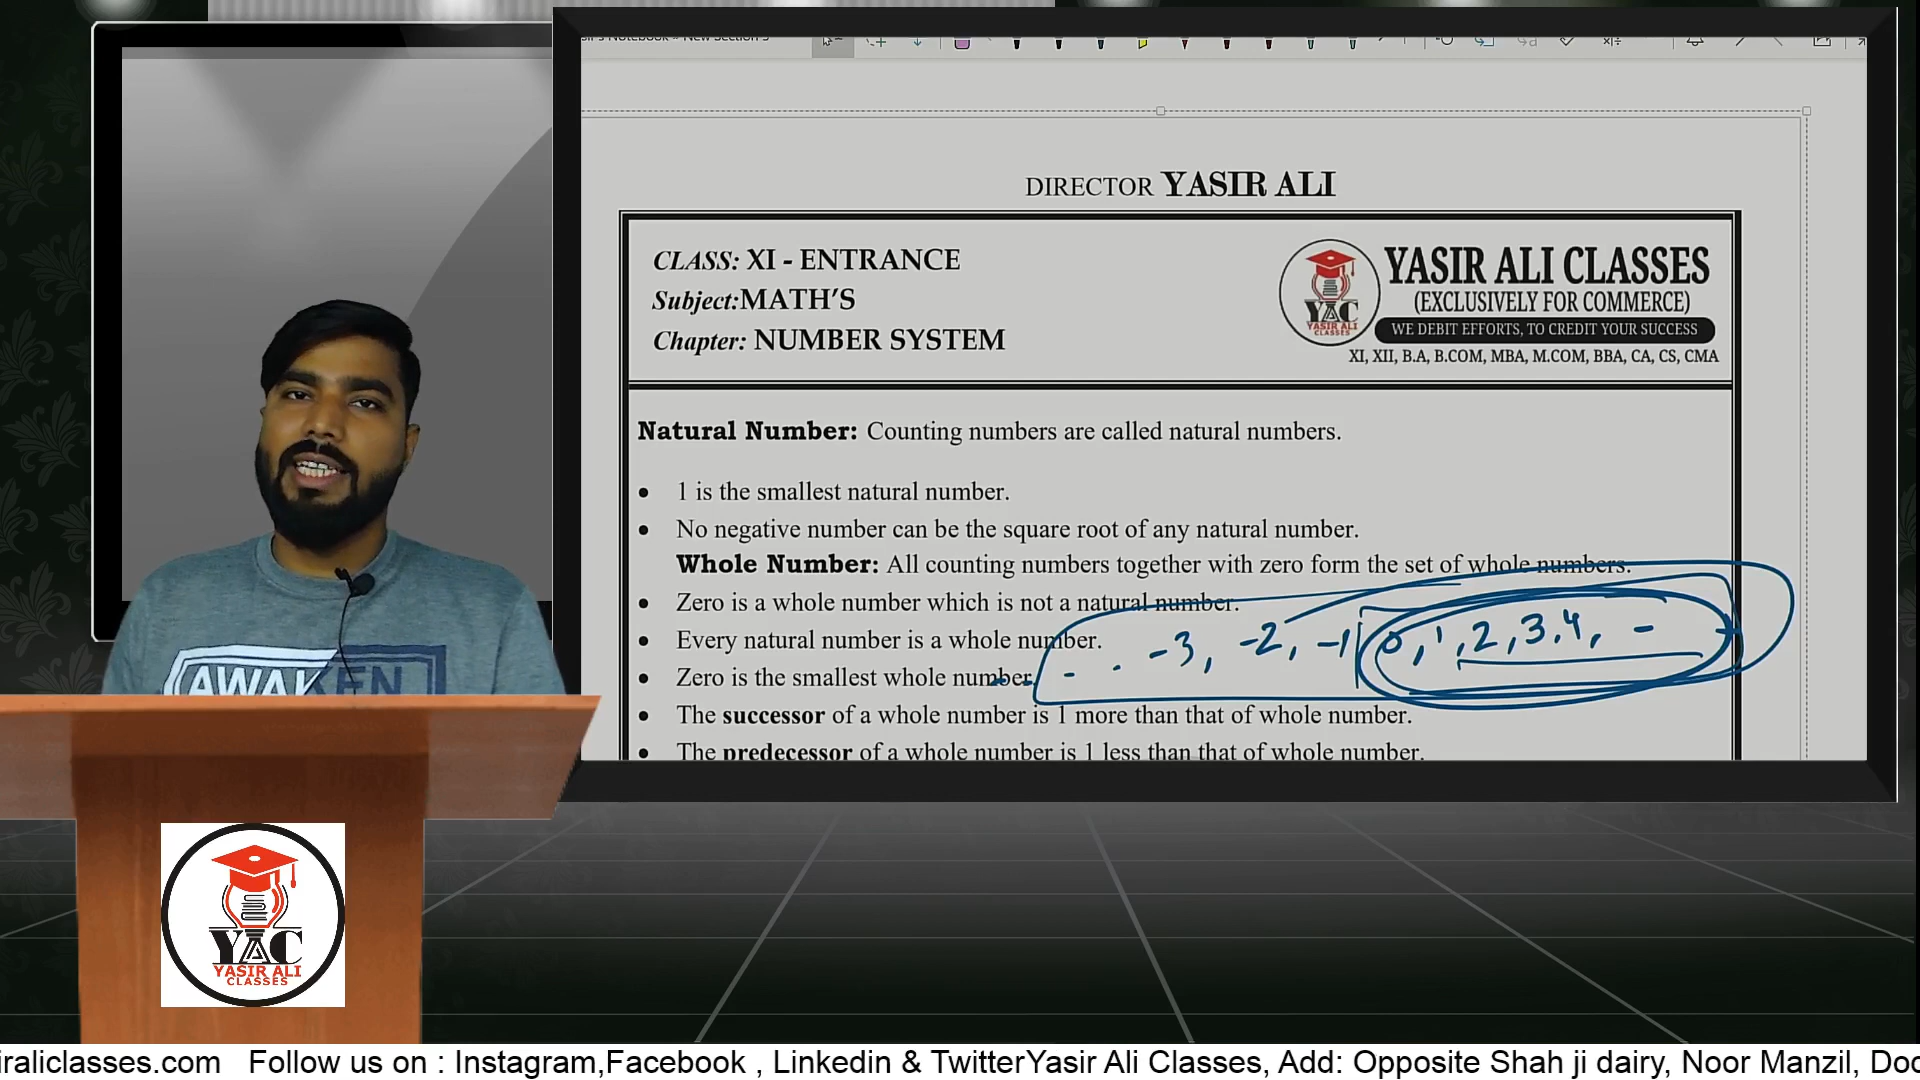 DIRECTOR YASIR ALI
CLASS: XI - ENTRANCE
Subject:MATH'S
Chapter: NUMBER SYSTEM
YAC
YASIR ALI
CLASSES
YASIR ALI CLASSES
(EXCLUSIVELY FOR COMMERCE)
WE DEBIT EFFORTS, TO CREDIT YOUR SUCCESS
XI, XII, B.A, B.COM, MBA, M.COM, BBA, CA, CS, CMA
Natural Number: Counting numbers are called natural numbers.
• 1 is the smallest natural number.
• No negative number can be the square root of any natural number.
Whole Number: All counting numbers together with zero form the set of whole numbers.
• Zero is a whole number which is not a natural number.
• Every natural number is a whole number.
-3, -2, -1 0, 1, 2, 3, 4, -
• Zero is the smallest whole number.
• The successor of a whole number is 1 more than that of whole number.
• The predecessor of a whole number is 1 less than that of whole number.
AWAKEN
YAC
YASIR ALI
CLASSES
iraliclasses.com Follow us on : Instagram,Facebook , Linkedin & TwitterYasir Ali Classes, Add: Opposite Shah ji dairy, Noor Manzil, Doc